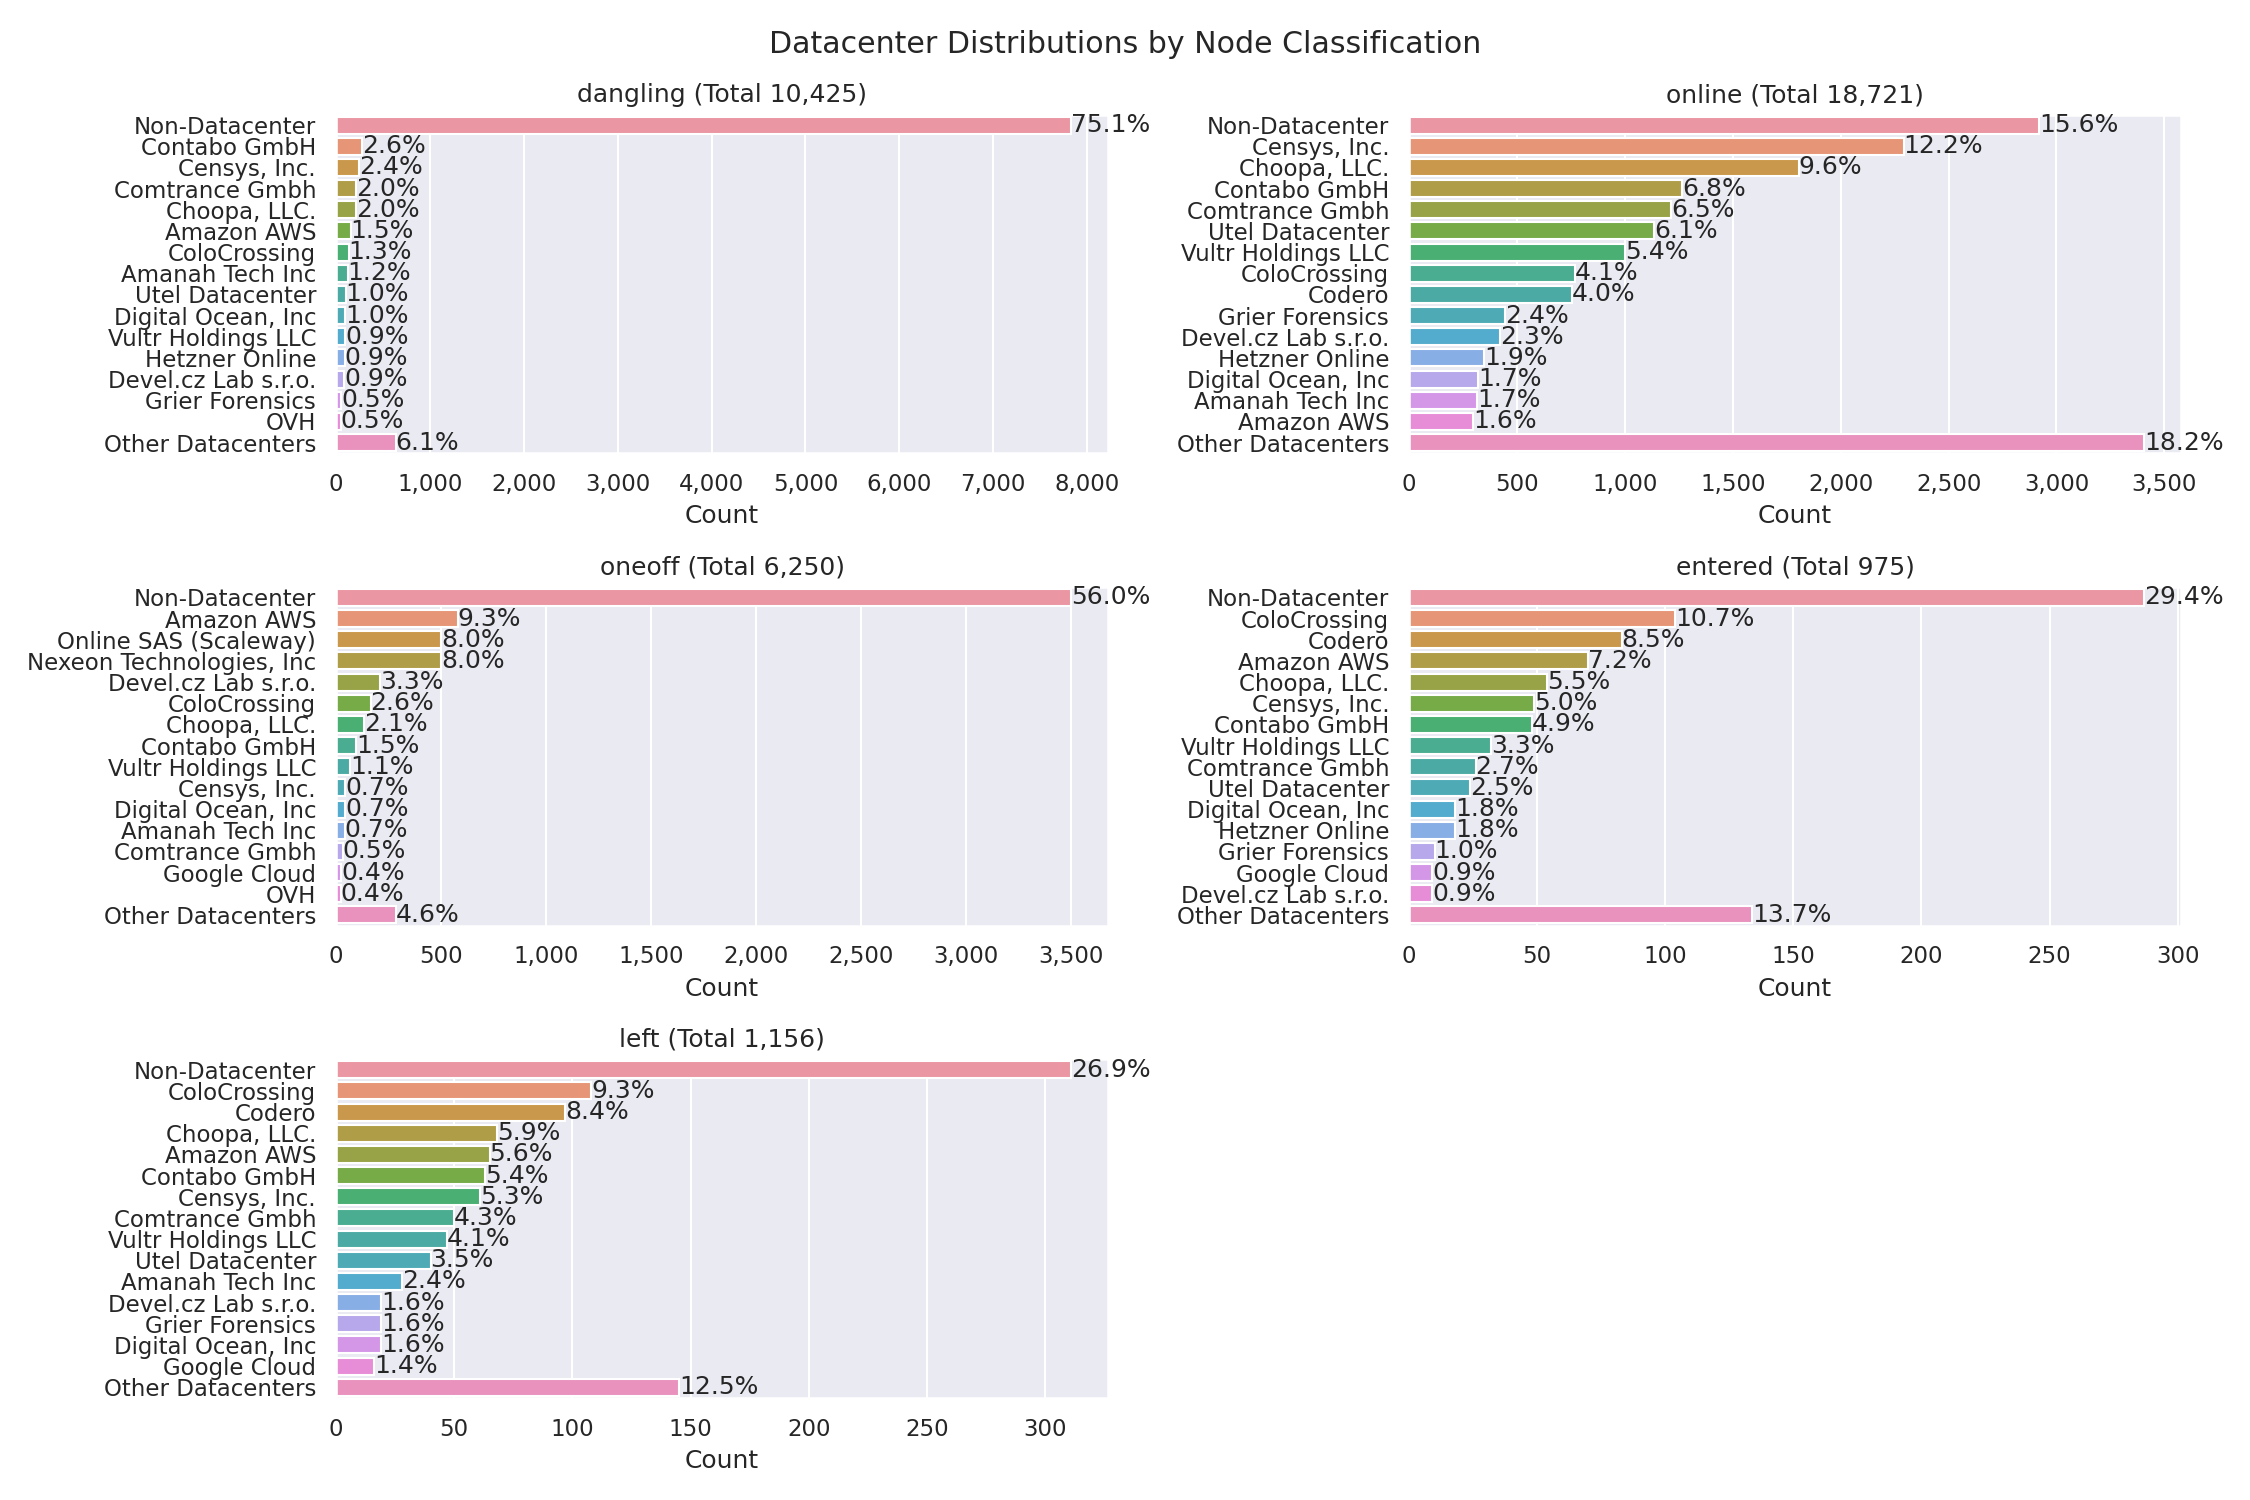 Datacenter Distributions by Node Classification
dangling (Total 10,425)
Non-Datacenter 75.1%
Contabo GmbH 2.6%
Censys, Inc. 2.4%
Comtrance Gmbh 2.0%
Choopa, LLC. 2.0%
Amazon AWS 1.5%
ColoCrossing 1.3%
Amanah Tech Inc 1.2%
Utel Datacenter 1.0%
Digital Ocean, Inc 1.0%
Vultr Holdings LLC 0.9%
Hetzner Online 0.9%
Devel.cz Lab s.r.o. 0.9%
Grier Forensics 0.5%
OVH 0.5%
Other Datacenters 6.1%
0 1,000 2,000 3,000 4,000 5,000 6,000 7,000 8,000
Count
online (Total 18,721)
Non-Datacenter 15.6%
Censys, Inc. 12.2%
Choopa, LLC. 9.6%
Contabo GmbH 6.8%
Comtrance Gmbh 6.5%
Utel Datacenter 6.1%
Vultr Holdings LLC 5.4%
ColoCrossing 4.1%
Codero 4.0%
Grier Forensics 2.4%
Devel.cz Lab s.r.o. 2.3%
Hetzner Online 1.9%
Digital Ocean, Inc 1.7%
Amanah Tech Inc 1.7%
Amazon AWS 1.6%
Other Datacenters 18.2%
0 500 1,000 1,500 2,000 2,500 3,000 3,500
Count
oneoff (Total 6,250)
Non-Datacenter 56.0%
Amazon AWS 9.3%
Online SAS (Scaleway) 8.0%
Nexeon Technologies, Inc 8.0%
Devel.cz Lab s.r.o. 3.3%
ColoCrossing 2.6%
Choopa, LLC. 2.1%
Contabo GmbH 1.5%
Vultr Holdings LLC 1.1%
Censys, Inc. 0.7%
Digital Ocean, Inc 0.7%
Amanah Tech Inc 0.7%
Comtrance Gmbh 0.5%
Google Cloud 0.4%
OVH 0.4%
Other Datacenters 4.6%
0 500 1,000 1,500 2,000 2,500 3,000 3,500
Count
entered (Total 975)
Non-Datacenter 29.4%
ColoCrossing 10.7%
Codero 8.5%
Amazon AWS 7.2%
Choopa, LLC. 5.5%
Censys, Inc. 5.0%
Contabo GmbH 4.9%
Vultr Holdings LLC 3.3%
Comtrance Gmbh 2.7%
Utel Datacenter 2.5%
Digital Ocean, Inc 1.8%
Hetzner Online 1.8%
Grier Forensics 1.0%
Google Cloud 0.9%
Devel.cz Lab s.r.o. 0.9%
Other Datacenters 13.7%
0 50 100 150 200 250 300
Count
left (Total 1,156)
Non-Datacenter 26.9%
ColoCrossing 9.3%
Codero 8.4%
Choopa, LLC. 5.9%
Amazon AWS 5.6%
Contabo GmbH 5.4%
Censys, Inc. 5.3%
Comtrance Gmbh 4.3%
Vultr Holdings LLC 4.1%
Utel Datacenter 3.5%
Amanah Tech Inc 2.4%
Devel.cz Lab s.r.o. 1.6%
Grier Forensics 1.6%
Digital Ocean, Inc 1.6%
Google Cloud 1.4%
Other Datacenters 12.5%
0 50 100 150 200 250 300
Count